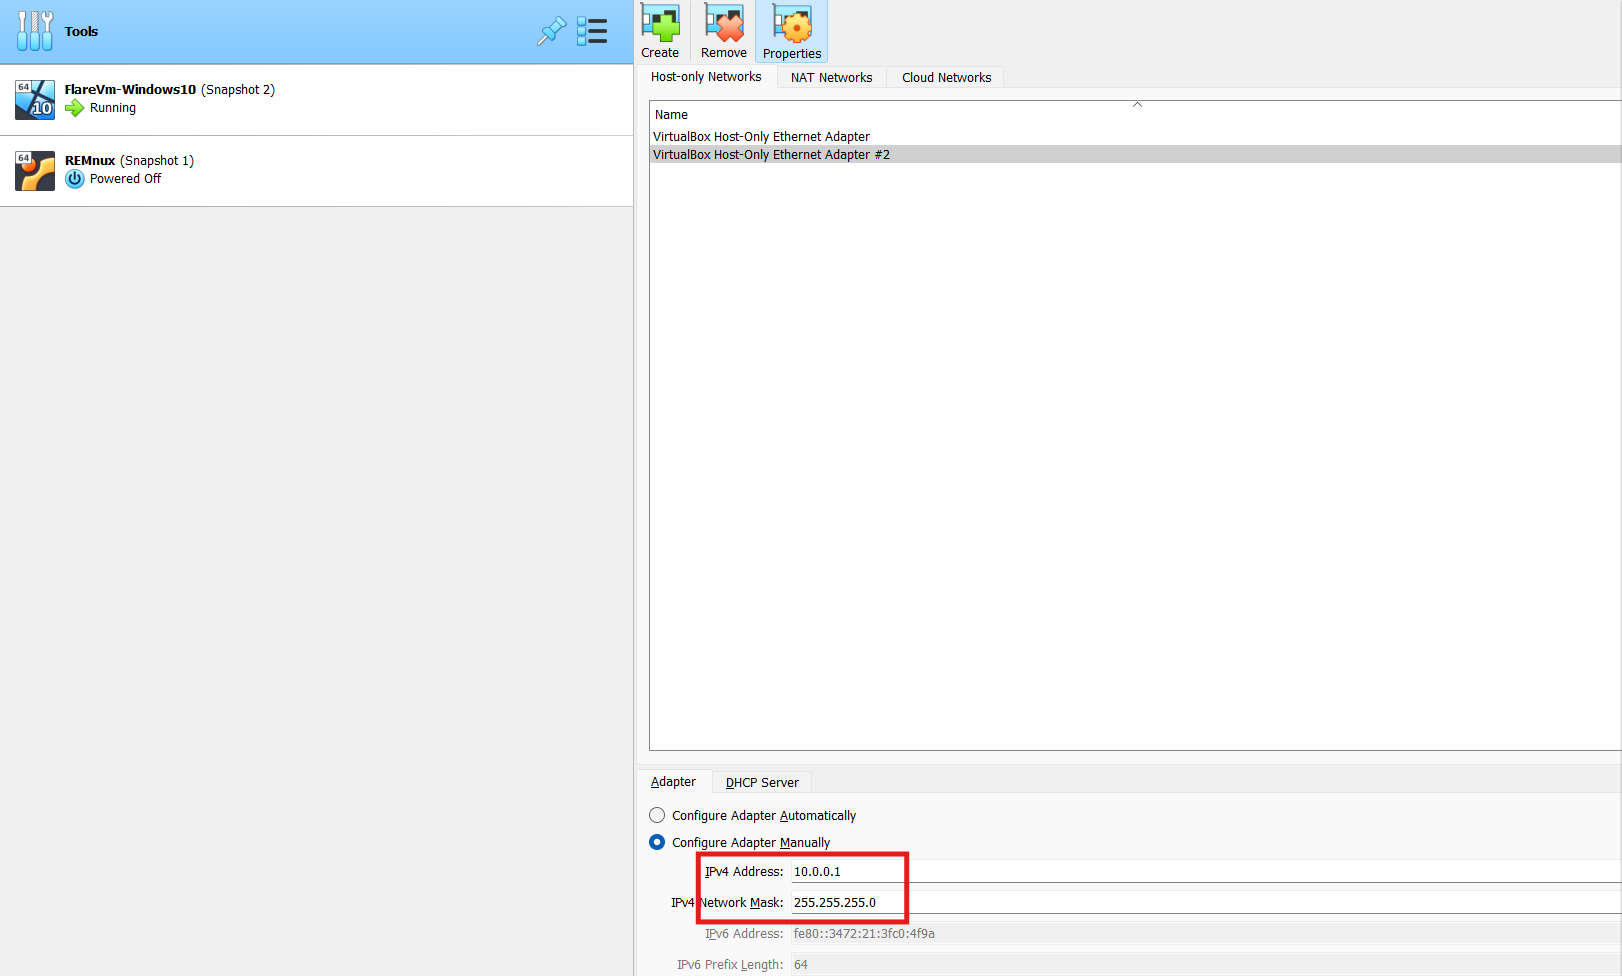 Tools
64
10
FlareVm-Windows10 (Snapshot 2)
Running
64
REMnux (Snapshot 1)
Powered Off
Create
Remove
Properties
Host-only Networks
NAT Networks
Cloud Networks
Name
VirtualBox Host-Only Ethernet Adapter
VirtualBox Host-Only Ethernet Adapter #2
Adapter
DHCP Server
Configure Adapter Automatically
Configure Adapter Manually
IPv4 Address: 10.0.0.1
IPv4 Network Mask: 255.255.255.0
IPv6 Address: fe80::3472:21:3fc0:4f9a
IPv6 Prefix Length: 64